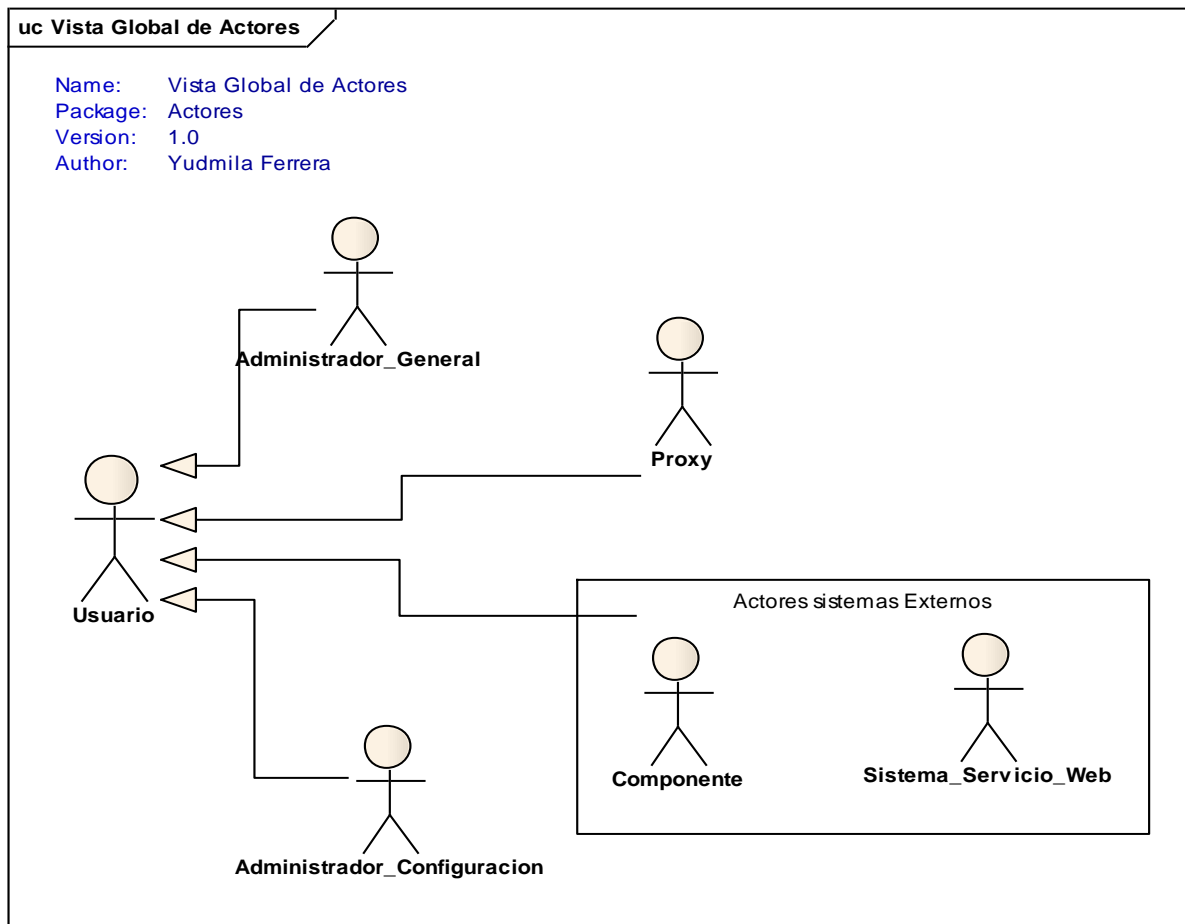 uc Vista Global de Actores
Name: Vista Global de Actores
Package: Actores
Version: 1.0
Author: Yudmila Ferrera
Administrador_General
Proxy
Usuario
Actores sistemas Externos
Componente
Sistema_Servicio_Web
Administrador_Configuracion